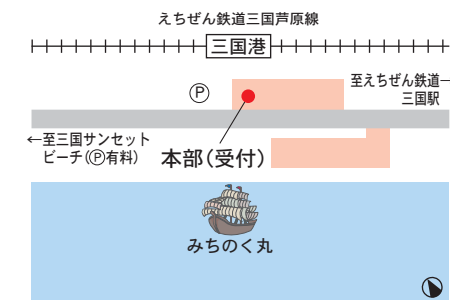 えちぜん鉄道三国芦原線
三国港
Ⓟ
至えちぜん鉄道
三国駅
←至三国サンセット
ビーチ(Ⓟ有料)
本部(受付)
みちのく丸